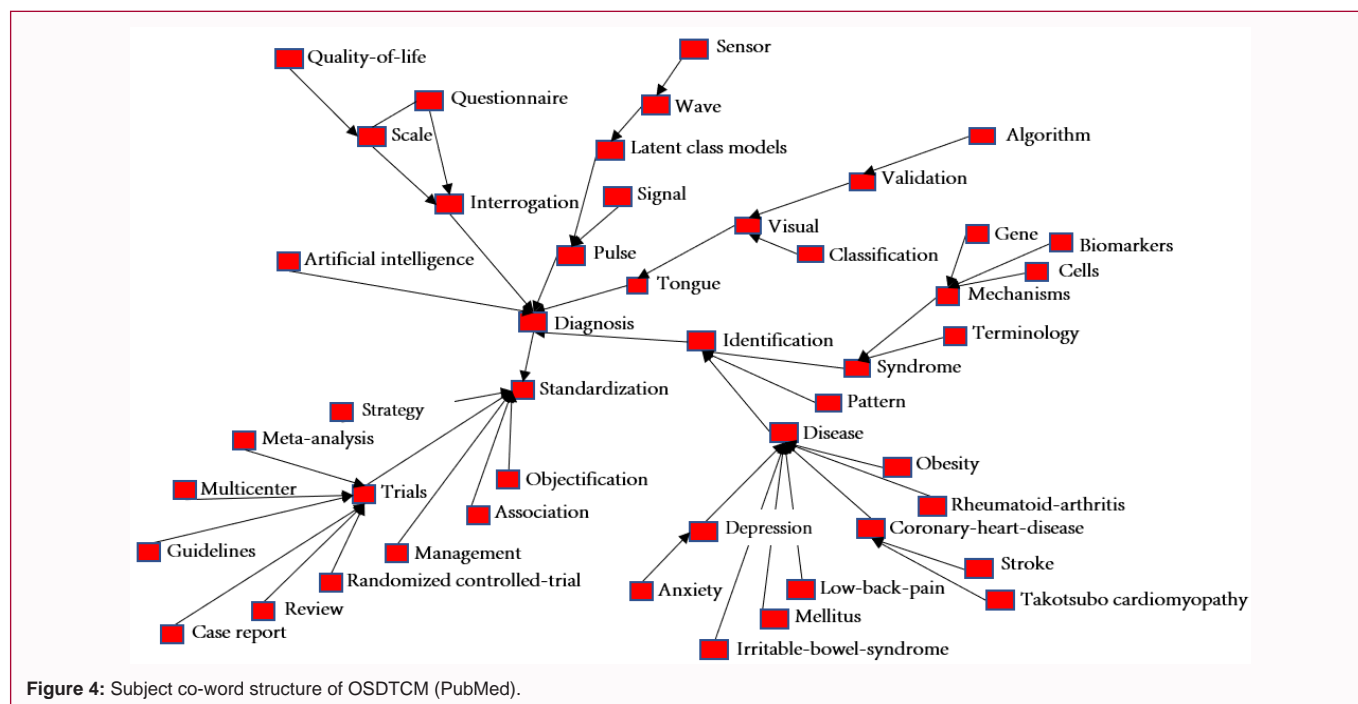 Sensor
Quality-of-life
Questionnaire
Wave
Scale
Algorithm
Latent class models
Validation
Signal
Interrogation
Visual
Gene
Biomarkers
Pulse
Classification
Artificial intelligence
Cells
Tongue
Mechanisms
Diagnosis
Terminology
Identification
Syndrome
Standardization
Pattern
Strategy
Disease
Meta-analysis
Obesity
Objectification
Multicenter
Trials
Rheumatoid-arthritis
Association
Depression
Coronary-heart-disease
Guidelines
Management
Stroke
Randomized controlled-trial
Anxiety
Low-back-pain
Takotsubo cardiomyopathy
Review
Mellitus
Case report
Irritable-bowel-syndrome
Figure 4: Subject co-word structure of OSDTCM (PubMed).